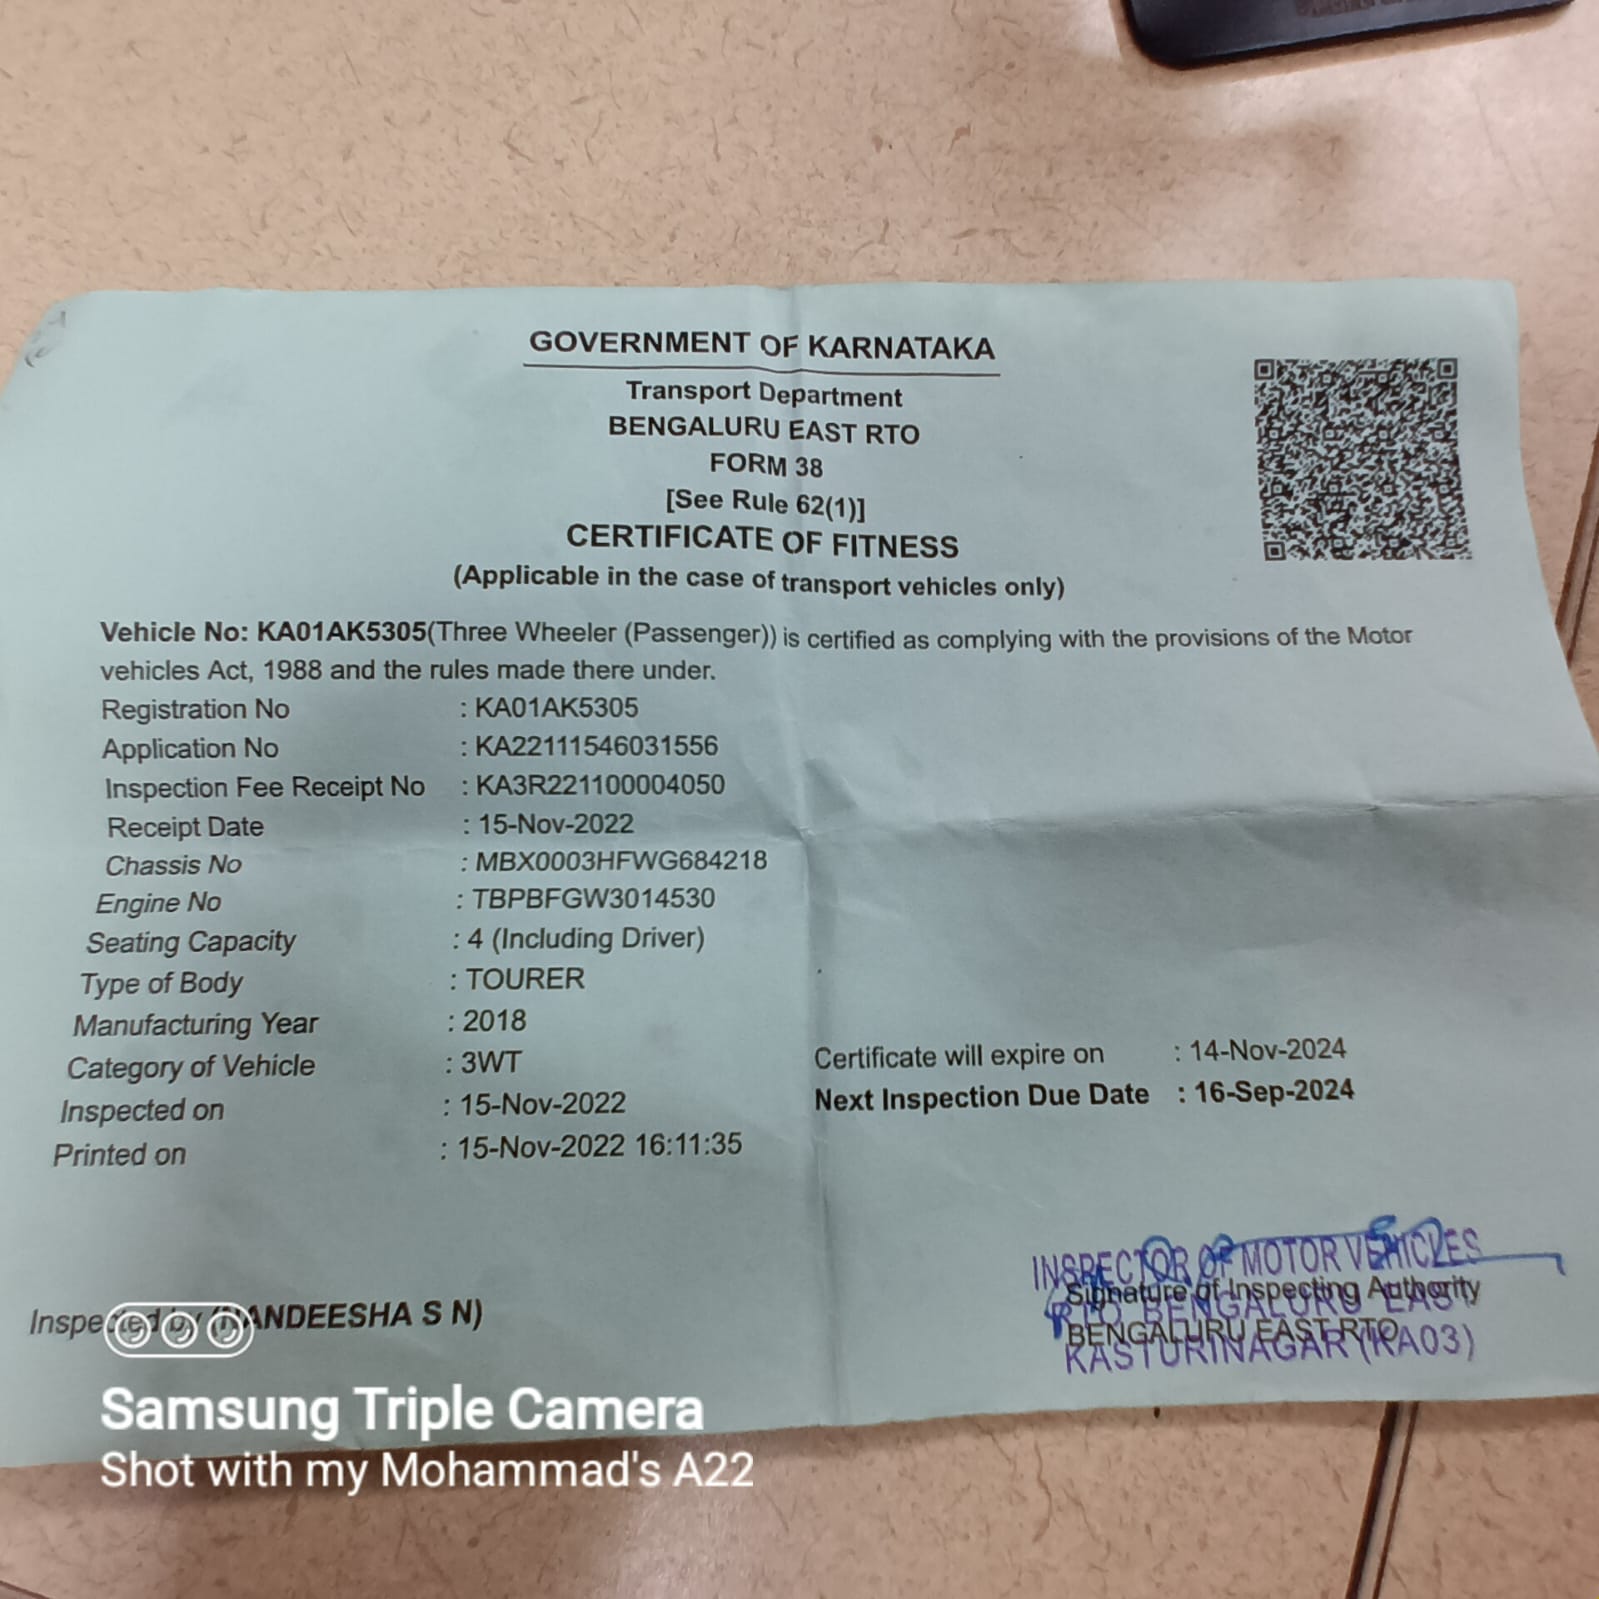 GOVERNMENT OF KARNATAKA
Transport Department
BENGALURU EAST RTO
FORM 38
[See Rule 62(1)]
CERTIFICATE OF FITNESS
(Applicable in the case of transport vehicles only)
Vehicle No: KA01AK5305(Three Wheeler (Passenger)) is certified as complying with the provisions of the Motor
vehicles Act, 1988 and the rules made there under.
Registration No : KA01AK5305
Application No : KA22111546031556
Inspection Fee Receipt No : KA3R221100004050
Receipt Date : 15-Nov-2022
Chassis No : MBX0003HFWG684218
Engine No : TBPBFGW3014530
Seating Capacity : 4 (Including Driver)
Type of Body : TOURER
Manufacturing Year : 2018
Category of Vehicle : 3WT Certificate will expire on : 14-Nov-2024
Inspected on : 15-Nov-2022 Next Inspection Due Date : 16-Sep-2024
Printed on : 15-Nov-2022 16:11:35
INSPECTOR OF MOTOR VEHICLES
Signature of Inspecting Authority
RTO BENGALURU EAST
BENGALURU EAST RTO
KASTURINAGAR (KA03)
Inspected by (NANDEESHA S N)
Samsung Triple Camera
Shot with my Mohammad's A22